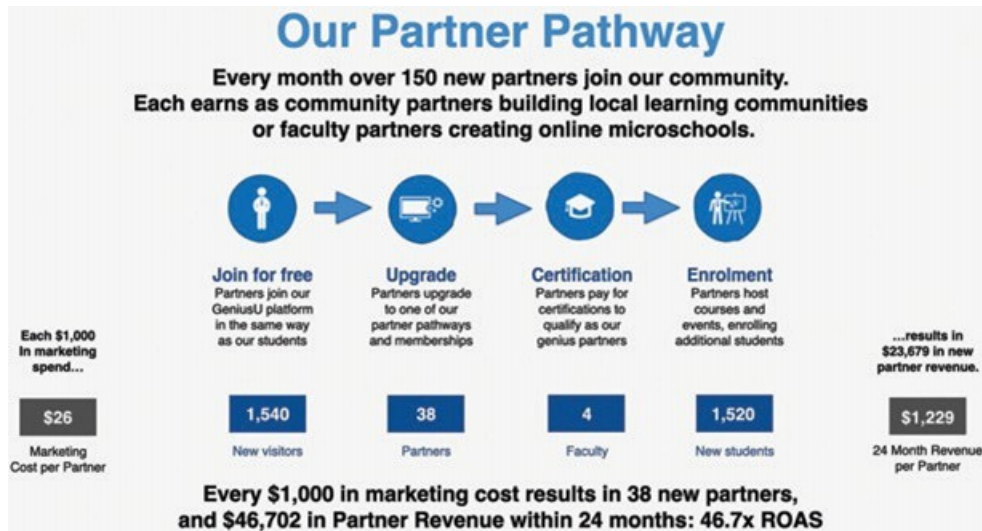 Our Partner Pathway
Every month over 150 new partners join our community.
Each earns as community partners building local learning communities
or faculty partners creating online microschools.
Join for free
Partners join our
GeniusU platform
in the same way
as our students
Upgrade
Partners upgrade
to one of our
partner pathways
and memberships
Certification
Partners pay for
certifications to
qualify as our
genius partners
Enrolment
Partners host
courses and
events, enrolling
additional students
Each $1,000
In marketing
spend...
$26
Marketing
Cost per Partner
1,540
New visitors
38
Partners
4
Faculty
1,520
New students
...results in
$23,679 in new
partner revenue.
$1,229
24 Month Revenue
per Partner
Every $1,000 in marketing cost results in 38 new partners,
and $46,702 in Partner Revenue within 24 months: 46.7x ROAS